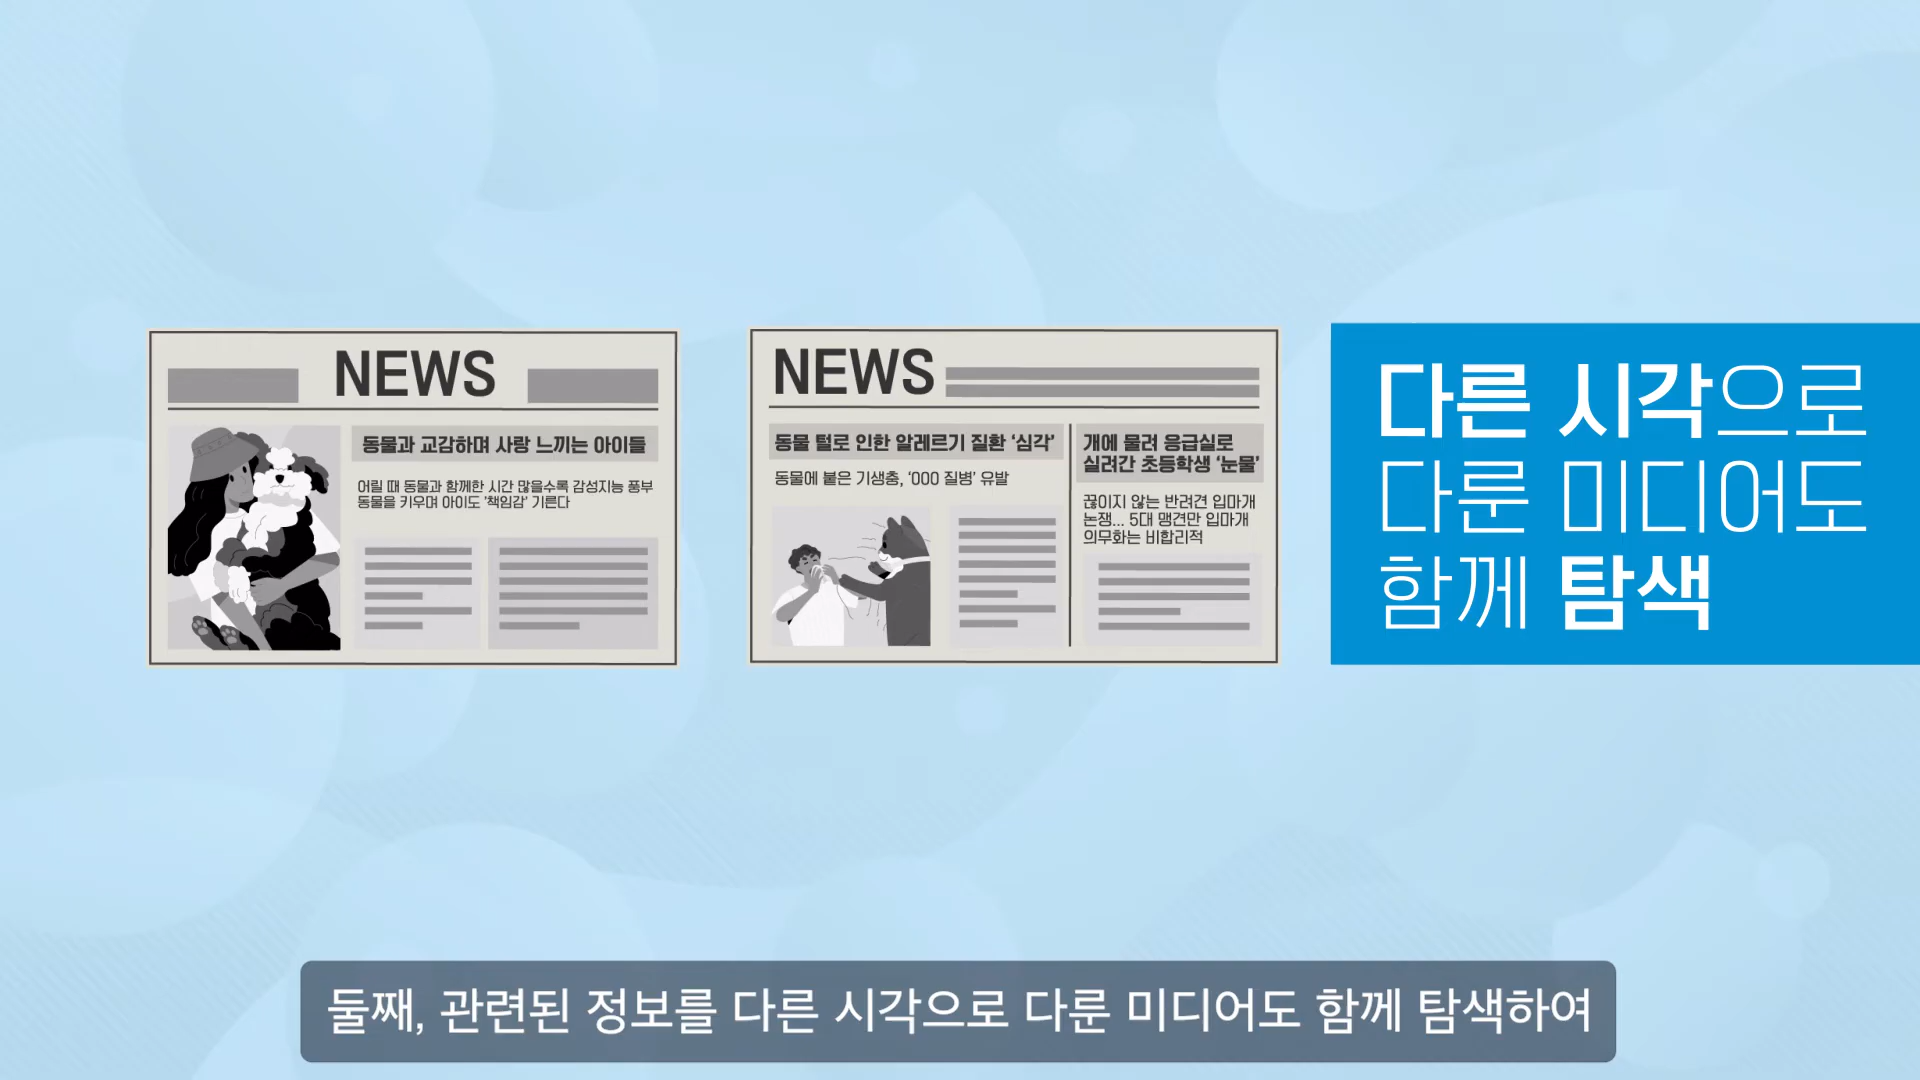 NEWS
동물과 교감하며 사랑 느끼는 아이들
어릴 때 동물과 함께한 시간 많을수록 감성지능 풍부
동물을 키우며 아이도 '책임감' 기른다
NEWS
동물 털로 인한 알레르기 질환 '심각'
동물에 붙은 기생충, 'OOO 질병' 유발
개에 물려 응급실로
실려간 초등학생 '눈물'
끊이지 않는 반려견 입마개
논쟁... 5대 맹견만 입마개
의무화는 비합리적
다른 시각으로
다룬 미디어도
함께 탐색
둘째, 관련된 정보를 다른 시각으로 다룬 미디어도 함께 탐색하여